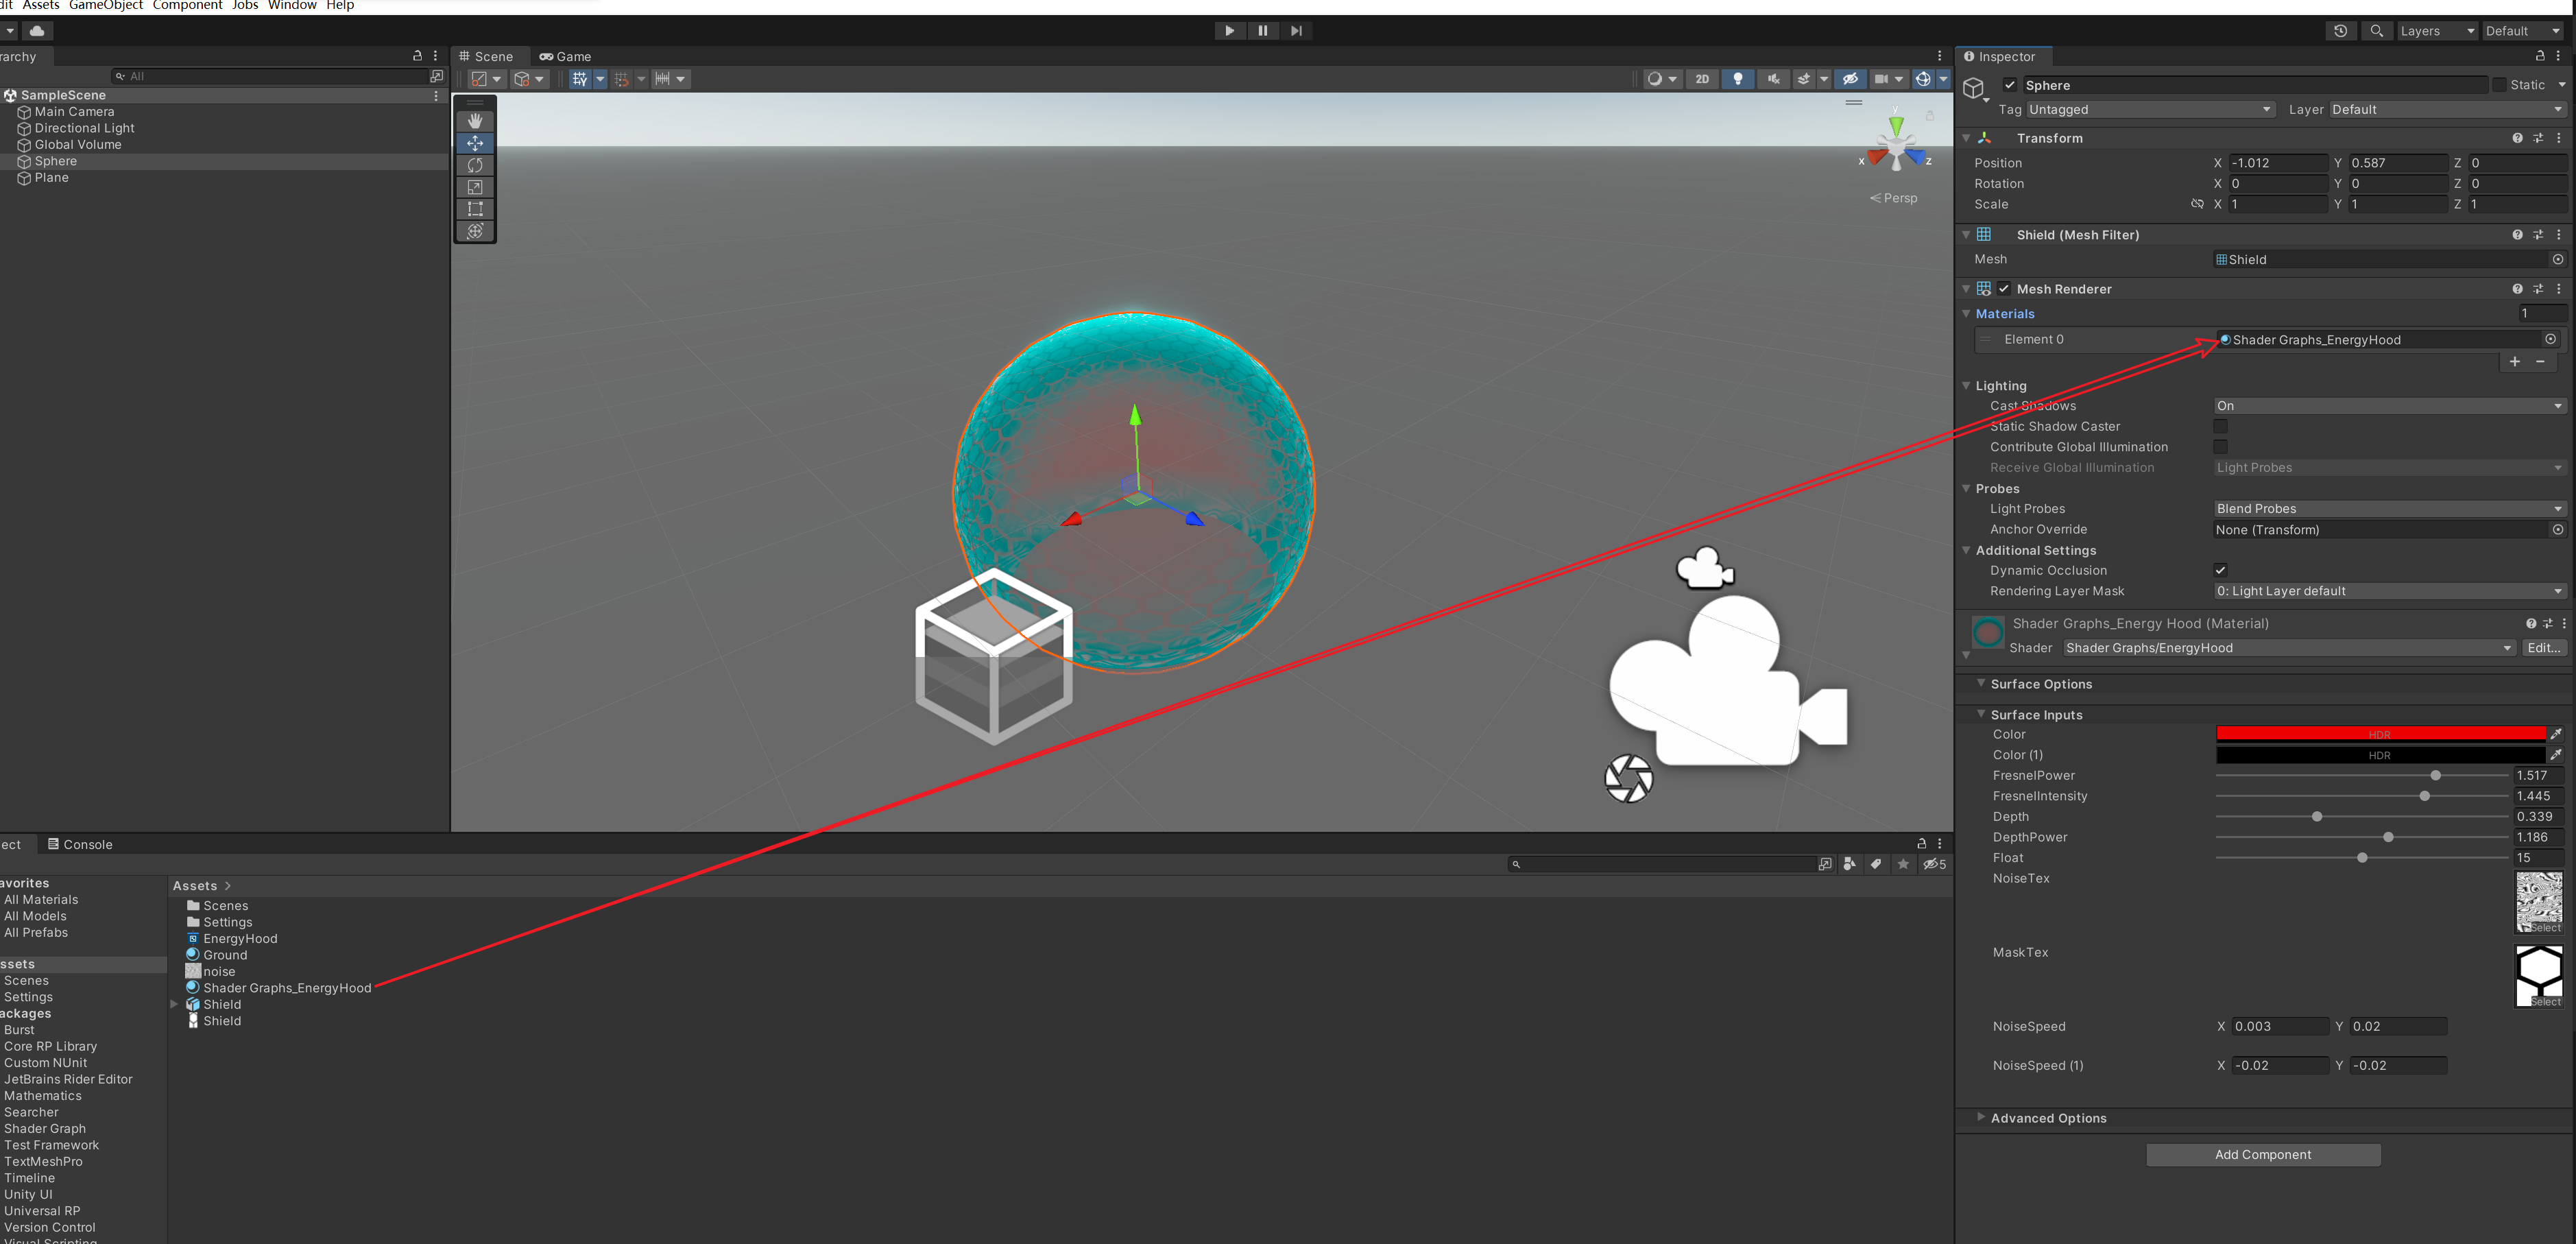 dit Assets GameObject Component Jobs Window Help
Layers Default
rarchy
All
SampleScene
Main Camera
Directional Light
Global Volume
Sphere
Plane
Scene Game
2D
y
x
z
Persp
Inspector
Sphere Static
Tag Untagged Layer Default
Transform
Position X -1.012 Y 0.587 Z 0
Rotation X 0 Y 0 Z 0
Scale X 1 Y 1 Z 1
Shield (Mesh Filter)
Mesh Shield
Mesh Renderer
Materials 1
Element 0 Shader Graphs_EnergyHood
Lighting
Cast Shadows On
Static Shadow Caster
Contribute Global Illumination
Receive Global Illumination Light Probes
Probes
Light Probes Blend Probes
Anchor Override None (Transform)
Additional Settings
Dynamic Occlusion
Rendering Layer Mask 0: Light Layer default
Shader Graphs_Energy Hood (Material)
Shader Shader Graphs/EnergyHood Edit...
Surface Options
Surface Inputs
Color HDR
Color (1) HDR
FresnelPower 1.517
FresnelIntensity 1.445
Depth 0.339
DepthPower 1.186
Float 15
NoiseTex
Select
MaskTex
Select
NoiseSpeed X 0.003 Y 0.02
NoiseSpeed (1) X -0.02 Y -0.02
Advanced Options
Add Component
ect Console
5
avorites
All Materials
All Models
All Prefabs
ssets
Scenes
Settings
ackages
Burst
Core RP Library
Custom NUnit
JetBrains Rider Editor
Mathematics
Searcher
Shader Graph
Test Framework
TextMeshPro
Timeline
Unity UI
Universal RP
Version Control
Visual Scripting
Assets
Scenes
Settings
EnergyHood
Ground
noise
Shader Graphs_EnergyHood
Shield
Shield